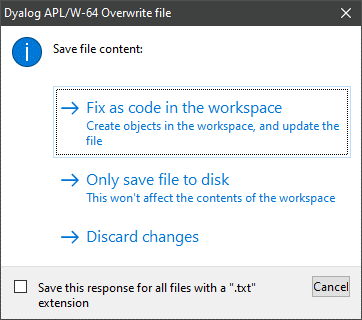 Dyalog APL/W-64 Overwrite file
Save file content:
Fix as code in the workspace
Create objects in the workspace, and update the
file
Only save file to disk
This won't affect the contents of the workspace
Discard changes
Save this response for all files with a ".txt"
extension
Cancel